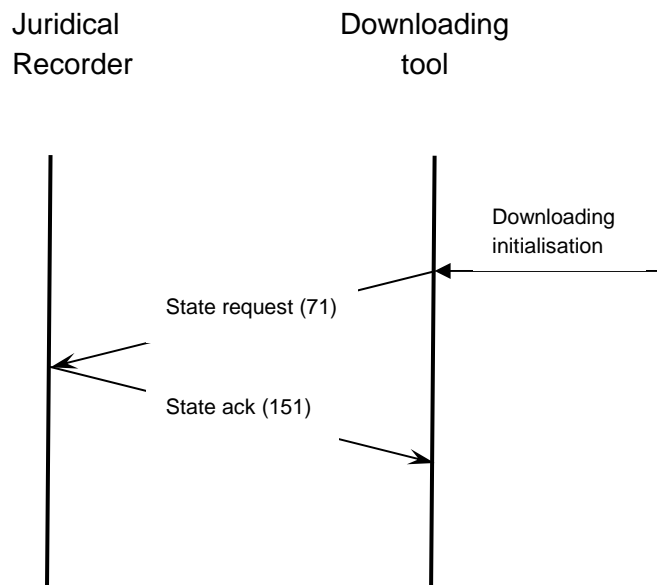 Juridical
Recorder
Downloading
tool
Downloading
initialisation
State request (71)
State ack (151)